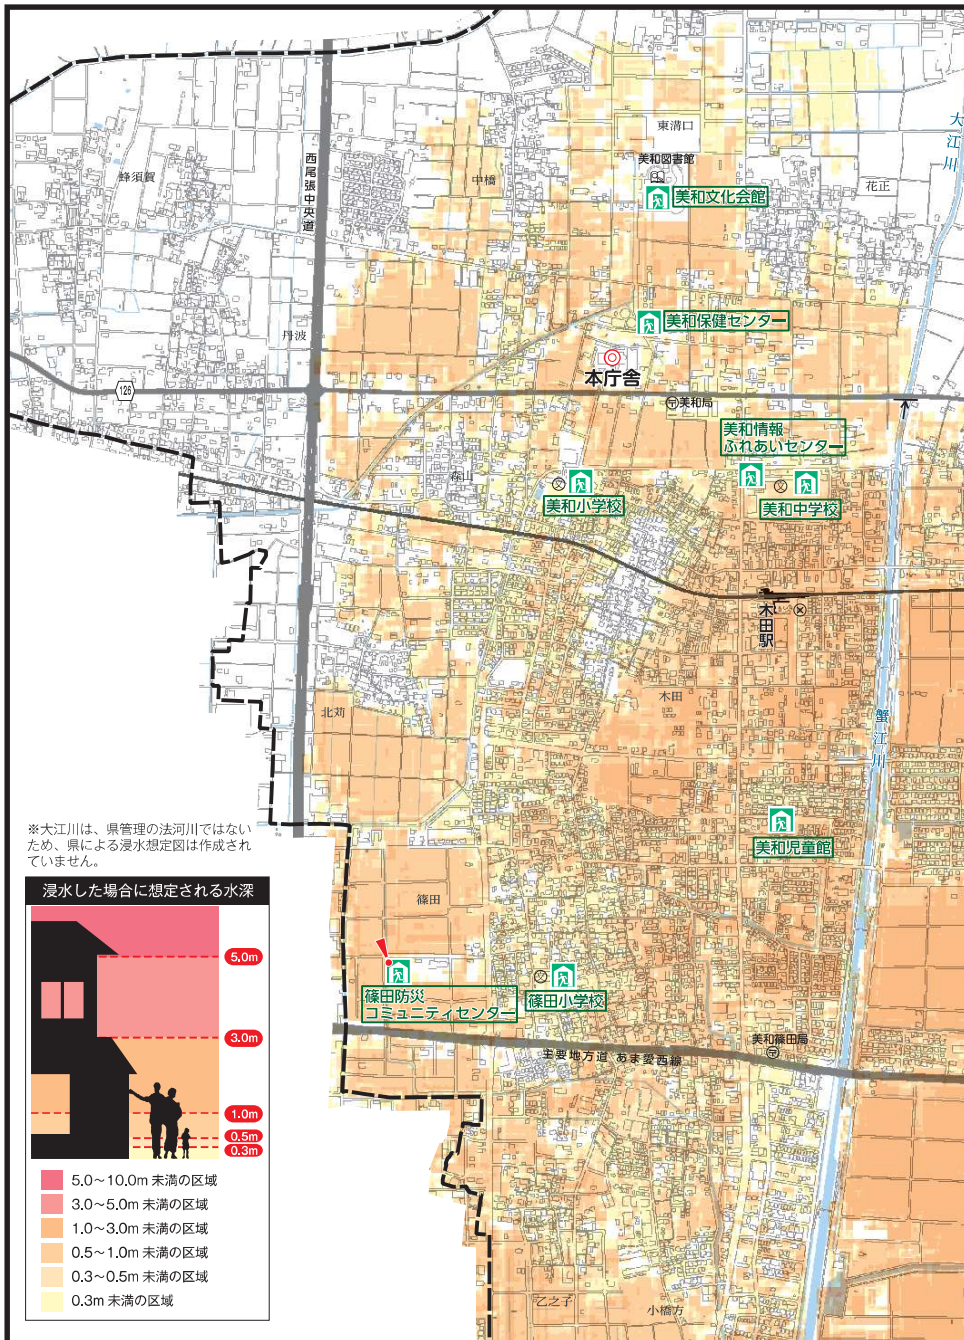 東溝口
大江川
美和図書館
西尾張中央道
蜂須賀
中橋
花正
美和文化会館
美和保健センター
丹波
本庁舎
126
美和局
美和情報
ふれあいセンター
森山
美和小学校
美和中学校
木田駅
木田
北苅
蟹江川
※大江川は、県管理の法河川ではない
ため、県による浸水想定図は作成され
ていません。
美和児童館
浸水した場合に想定される水深
篠田
5.0m
篠田防災
コミュニティセンター
篠田小学校
3.0m
美和篠田局
主要地方道 あま愛西線
1.0m
0.5m
0.3m
5.0〜10.0m 未満の区域
3.0〜5.0m 未満の区域
1.0〜3.0m 未満の区域
0.5〜1.0m 未満の区域
0.3〜0.5m 未満の区域
0.3m 未満の区域
乙之子
小橋方